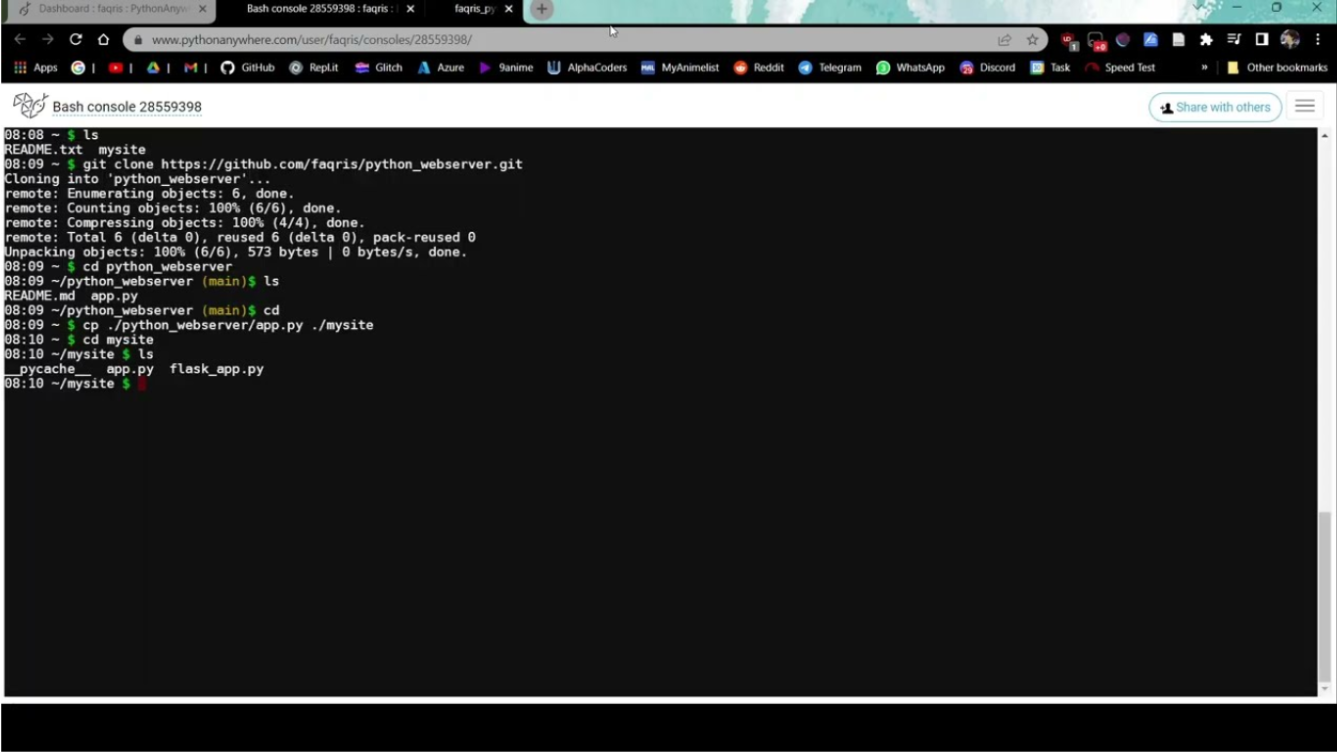 Dashboard : faqris : PythonAnyw
Bash console 28559398 : faqris :
faqris_py
www.pythonanywhere.com/user/faqris/consoles/28559398/
Apps GitHub Repl.it Glitch Azure 9anime AlphaCoders MyAnimelist Reddit Telegram WhatsApp Discord Task Speed Test » Other bookmarks
Bash console 28559398
Share with others
08:08 ~ $ ls
README.txt  mysite
08:09 ~ $ git clone https://github.com/faqris/python_webserver.git
Cloning into 'python_webserver'...
remote: Enumerating objects: 6, done.
remote: Counting objects: 100% (6/6), done.
remote: Compressing objects: 100% (4/4), done.
remote: Total 6 (delta 0), reused 6 (delta 0), pack-reused 0
Unpacking objects: 100% (6/6), 573 bytes | 0 bytes/s, done.
08:09 ~ $ cd python_webserver
08:09 ~/python_webserver (main)$ ls
README.md  app.py
08:09 ~/python_webserver (main)$ cd
08:09 ~ $ cp ./python_webserver/app.py ./mysite
08:10 ~ $ cd mysite
08:10 ~/mysite $ ls
__pycache__  app.py  flask_app.py
08:10 ~/mysite $